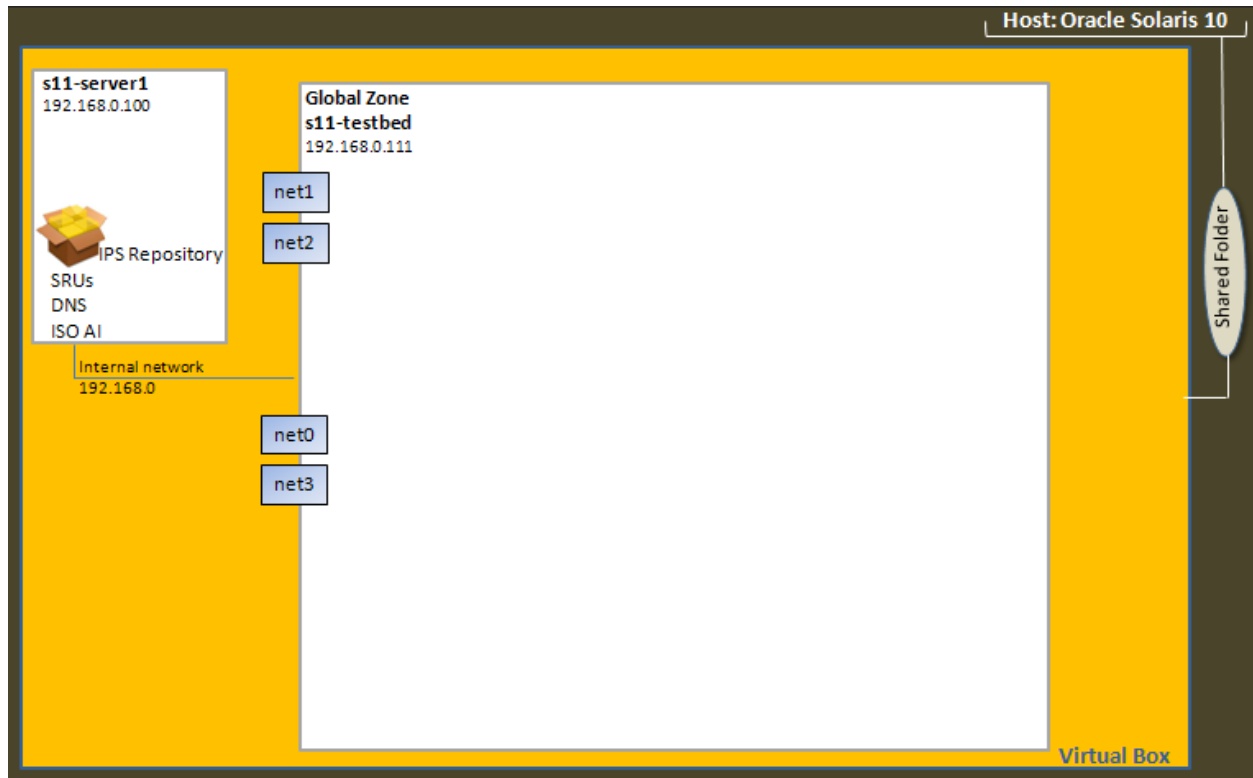 Host: Oracle Solaris 10
s11-server1
192.168.0.100
IPS Repository
SRUs
DNS
ISO AI
Internal network
192.168.0
Global Zone
s11-testbed
192.168.0.111
net1
net2
net0
net3
Shared Folder
Virtual Box